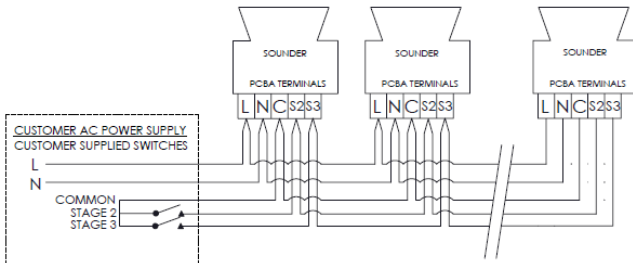 SOUNDER
SOUNDER
SOUNDER
PCBA TERMINALS
PCBA TERMINALS
PCBA TERMINALS
L N C S2 S3
L N C S2 S3
L N C S2 S3
CUSTOMER AC POWER SUPPLY
CUSTOMER SUPPLIED SWITCHES
L
N
COMMON
STAGE 2
STAGE 3